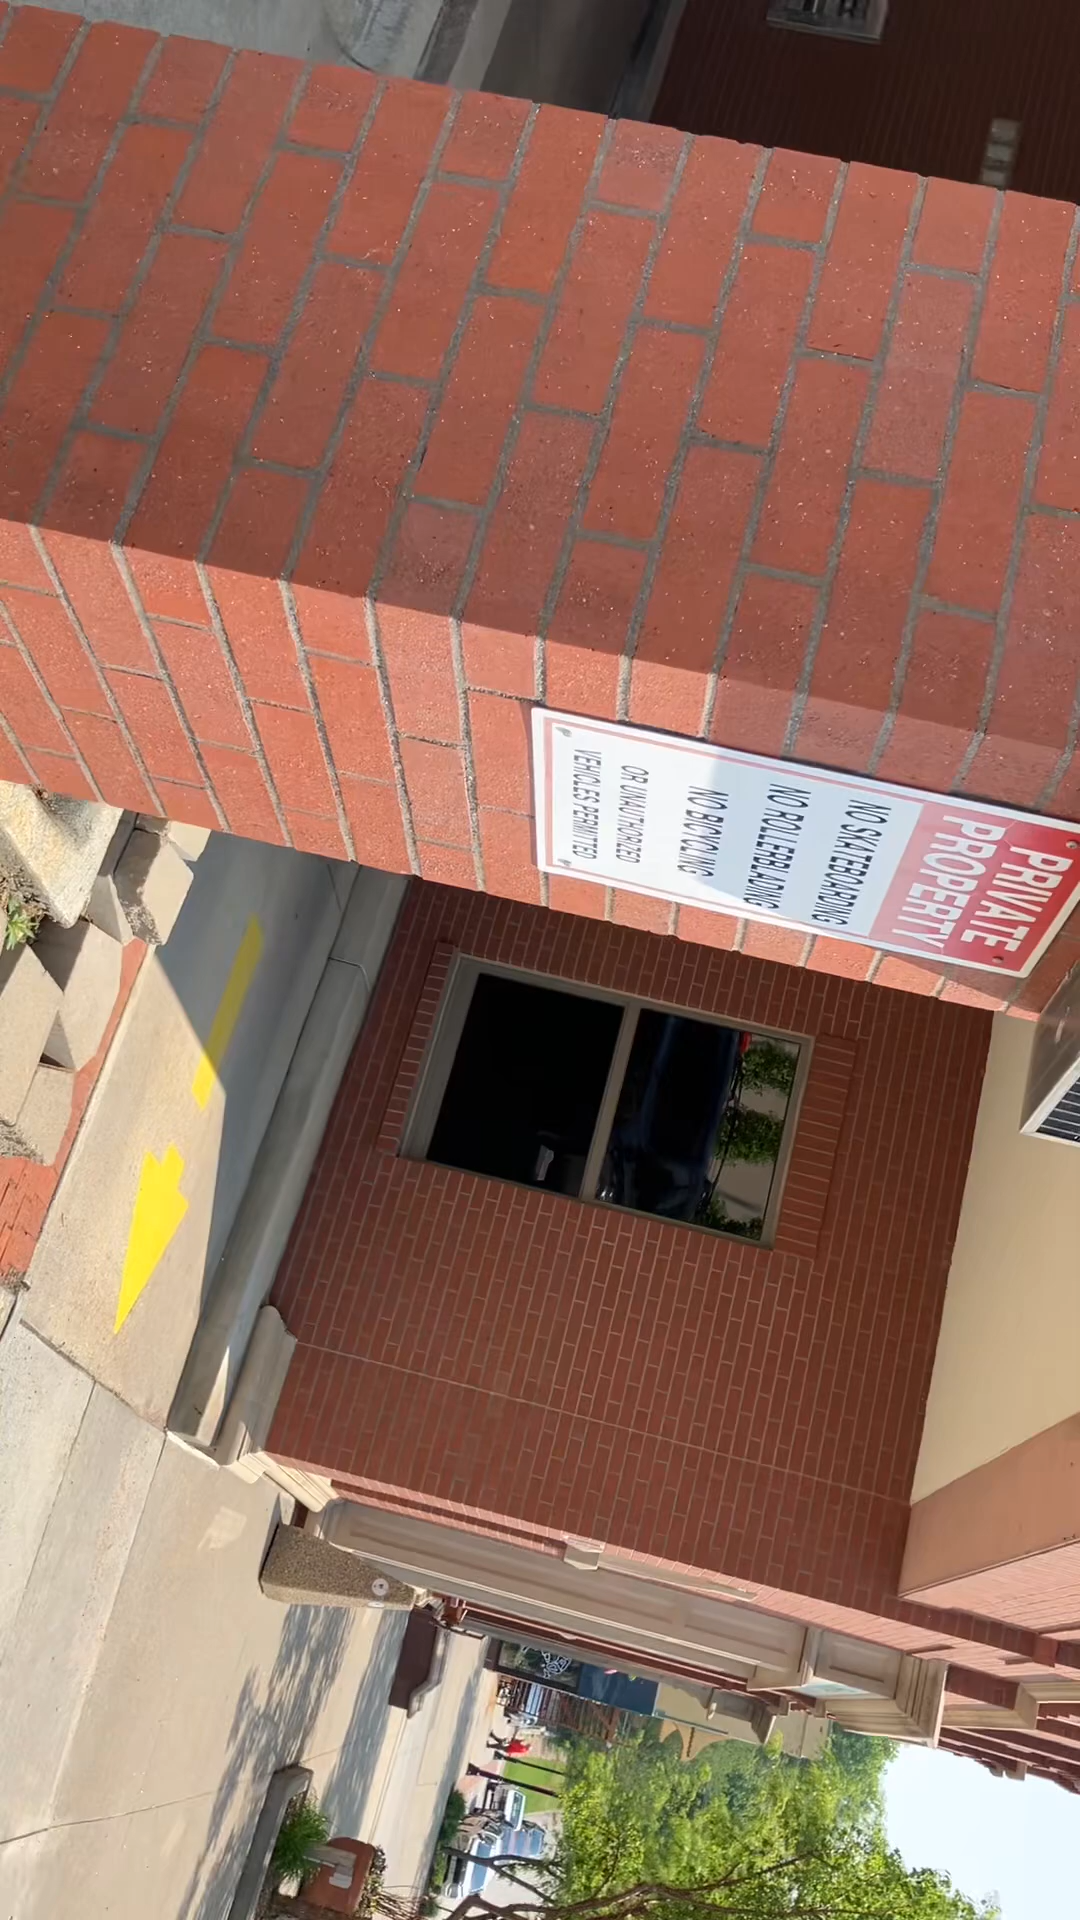 PRIVATE
PROPERTY
NO SKATEBOARDING
NO ROLLERBLADING
NO BICYCLING
OR UNAUTHORIZED
VEHICLES PERMITTED